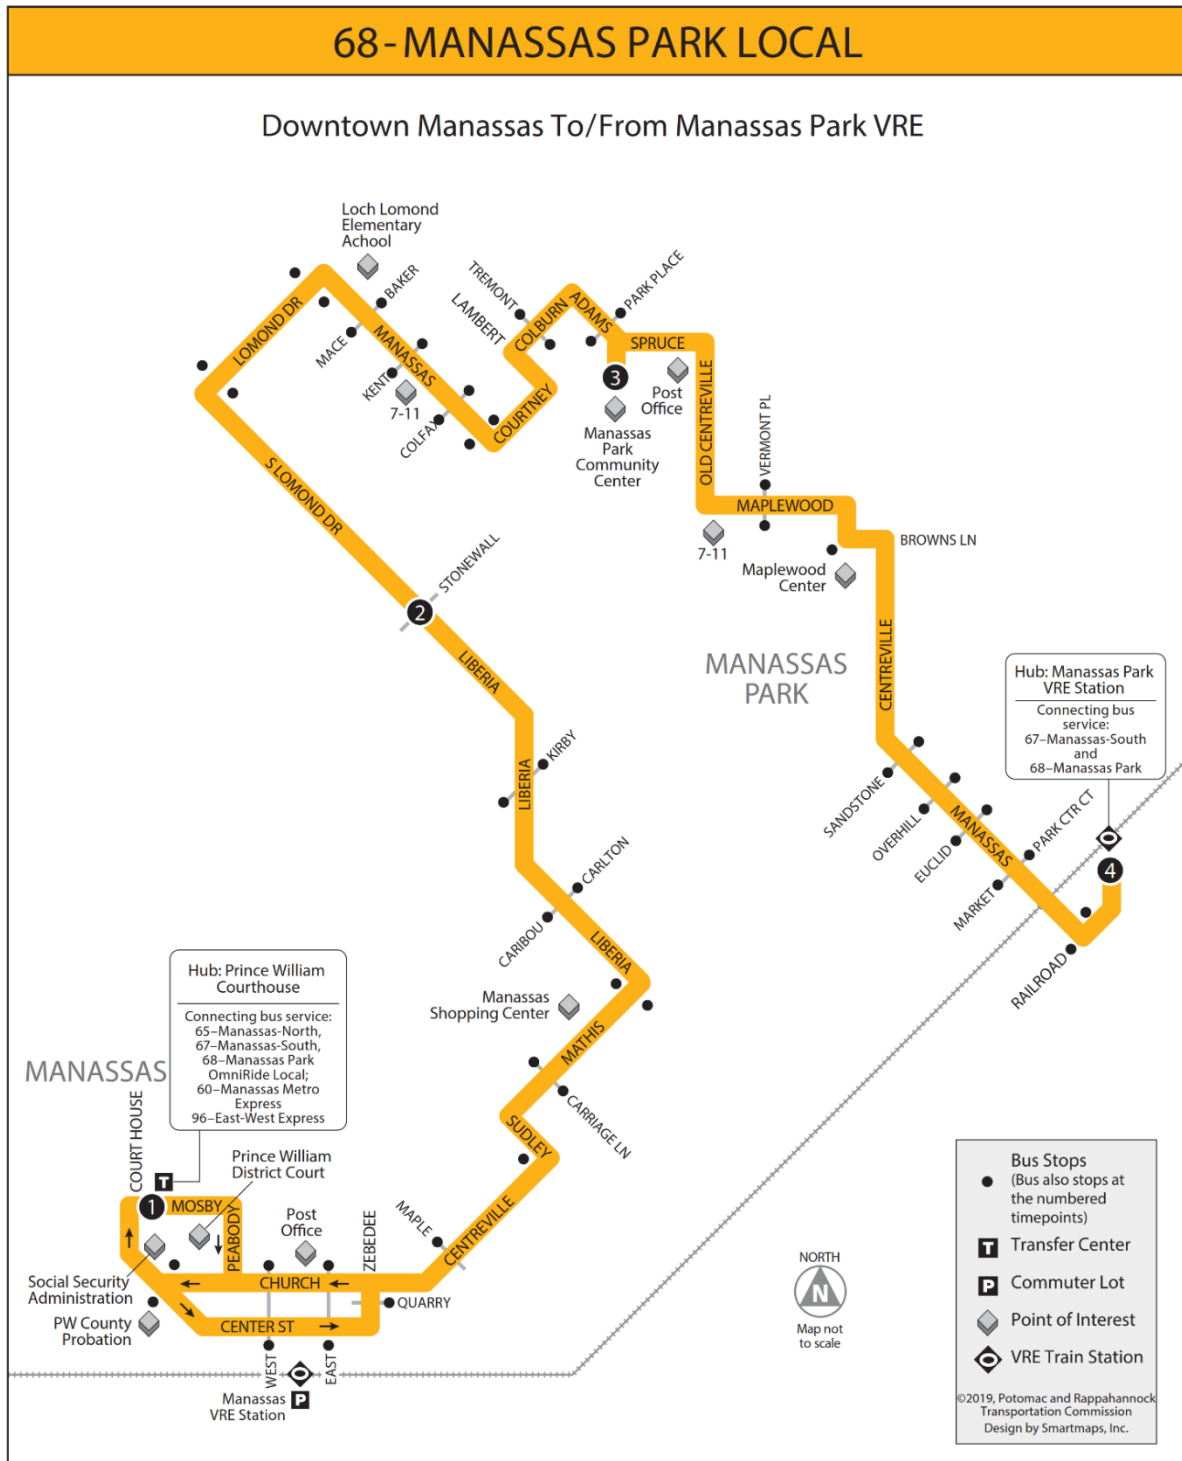 68-MANASSAS PARK LOCAL
Downtown Manassas To/From Manassas Park VRE
Loch Lomond
Elementary
Achool
BAKER
MACE
LOMOND DR
MANASSAS
KENT
7-11
COLFAX
COURTNEY
TREMONT
LAMBERT
COLBURN
ADAMS
PARK PLACE
SPRUCE
3
Post
Office
Manassas
Park
Community
Center
OLD CENTREVILLE
VERMONT PL
MAPLEWOOD
7-11
BROWNS LN
Maplewood
Center
S LOMOND DR
STONEWALL
2
LIBERIA
CENTREVILLE
MANASSAS
PARK
Hub: Manassas Park
VRE Station
Connecting bus
service:
67–Manassas-South
and
68–Manassas Park
KIRBY
LIBERIA
SANDSTONE
OVERHILL
EUCLID
MANASSAS
MARKET
PARK CTR CT
4
RAILROAD
CARLTON
CARIBOU
LIBERIA
Manassas
Shopping Center
MATHIS
CARRIAGE LN
SUDLEY
Hub: Prince William
Courthouse
Connecting bus service:
65–Manassas-North,
67–Manassas-South,
68–Manassas Park
OmniRide Local;
60–Manassas Metro
Express
96–East-West Express
MANASSAS
COURT HOUSE
T
Prince William
District Court
1
MOSBY
PEABODY
Post
Office
ZEBEDEE
MAPLE
CENTREVILLE
Social Security
Administration
CHURCH
QUARRY
PW County
Probation
CENTER ST
WEST
EAST
Manassas
VRE Station
P
NORTH
N
Map not
to scale
Bus Stops
(Bus also stops at
the numbered
timepoints)
T Transfer Center
P Commuter Lot
Point of Interest
VRE Train Station
©2019, Potomac and Rappahannock
Transportation Commission
Design by Smartmaps, Inc.